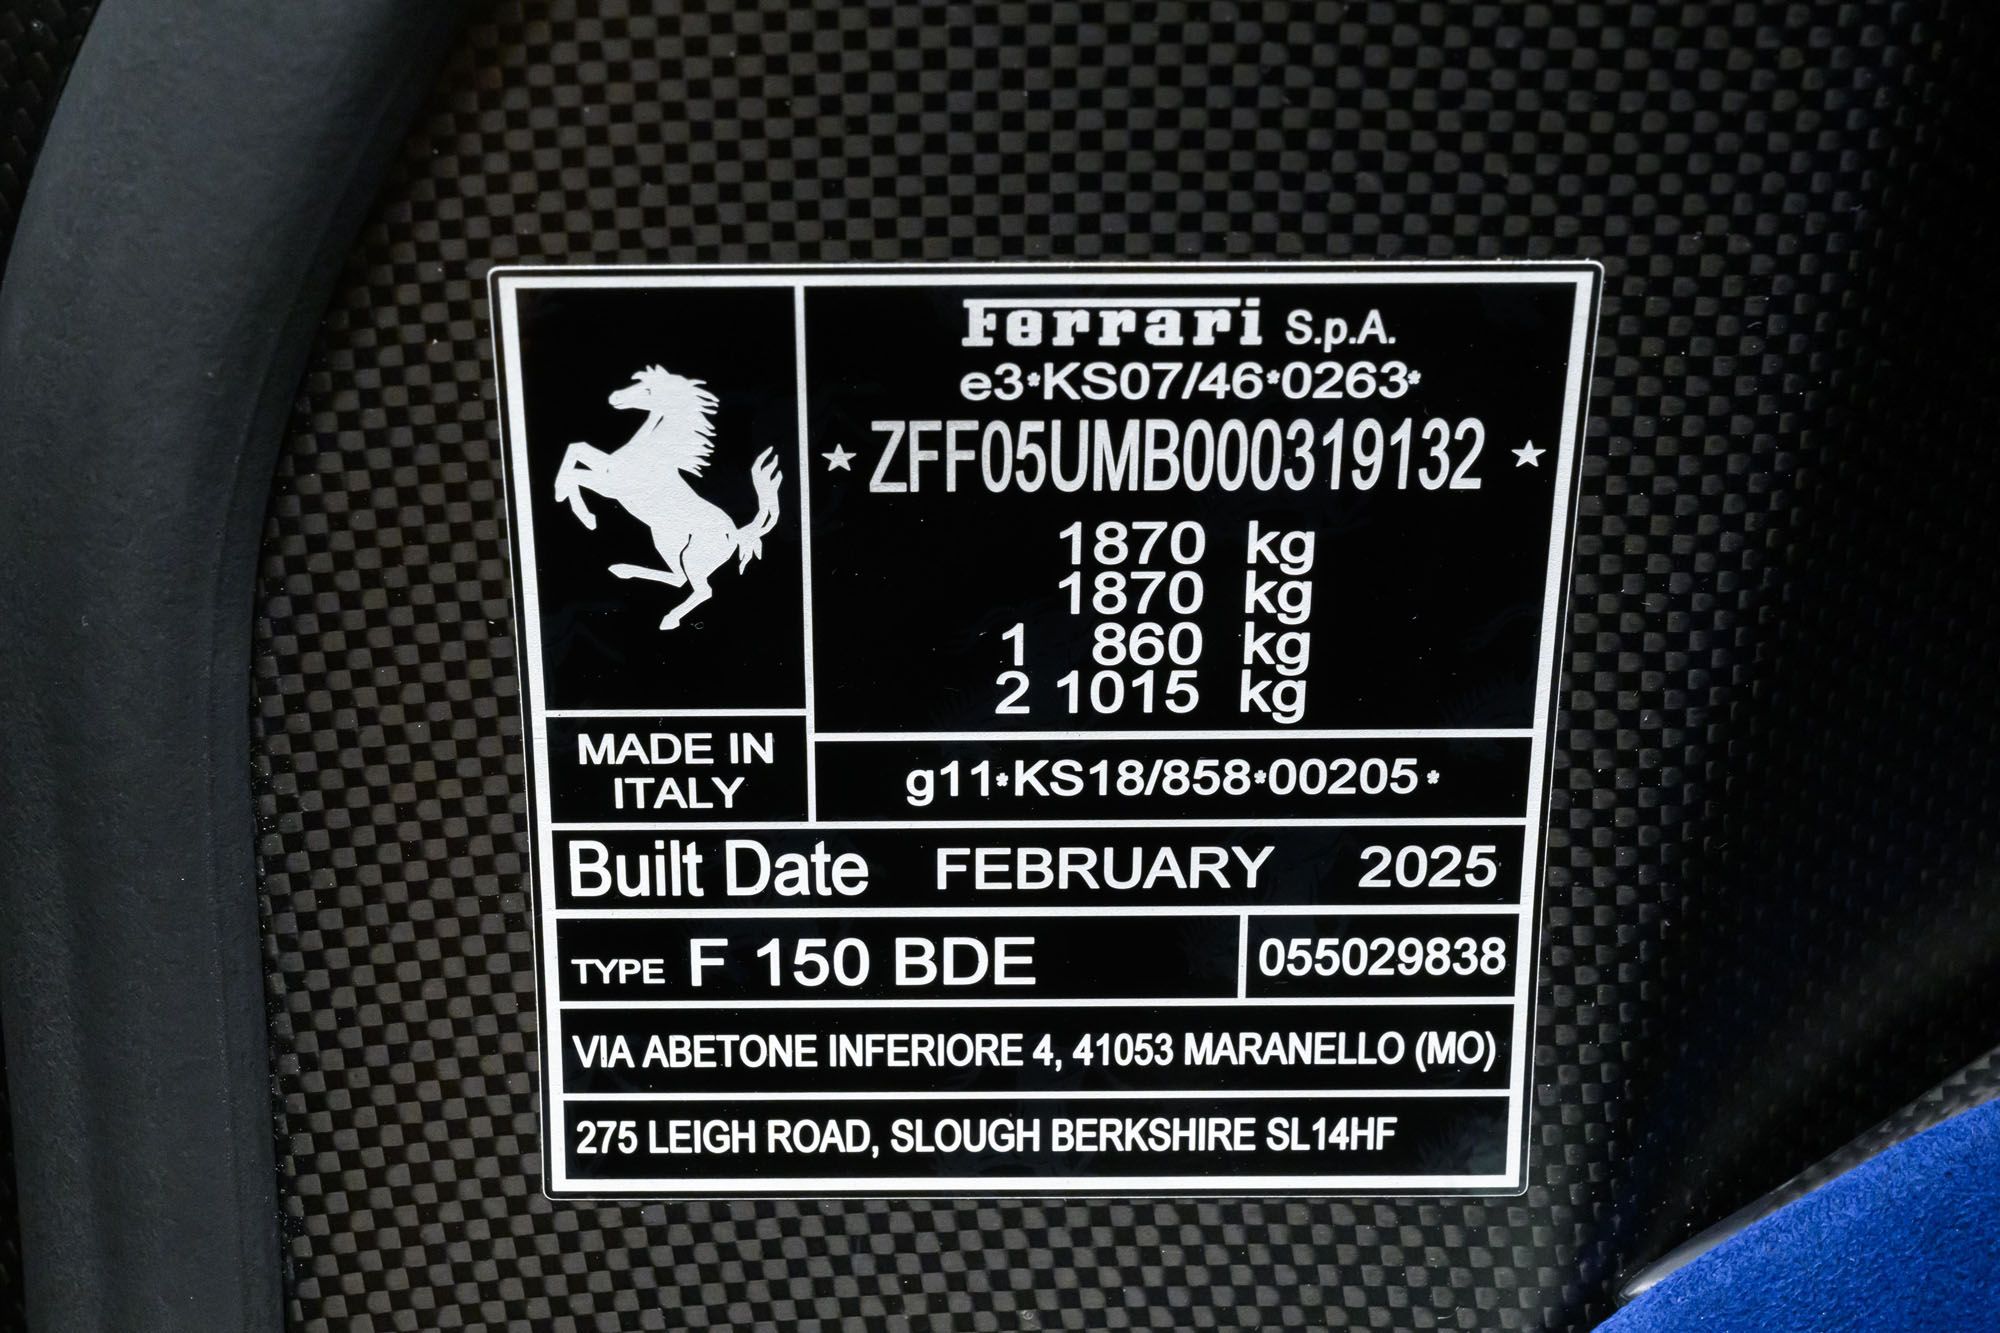 Ferrari S.p.A.
e3*KS07/46*0263*
★ ZFF05UMB000319132 ★
1870 kg
1870 kg
1 860 kg
2 1015 kg
MADE IN
ITALY
g11*KS18/858*00205*
Built Date FEBRUARY 2025
TYPE F 150 BDE 055029838
VIA ABETONE INFERIORE 4, 41053 MARANELLO (MO)
275 LEIGH ROAD, SLOUGH BERKSHIRE SL14HF